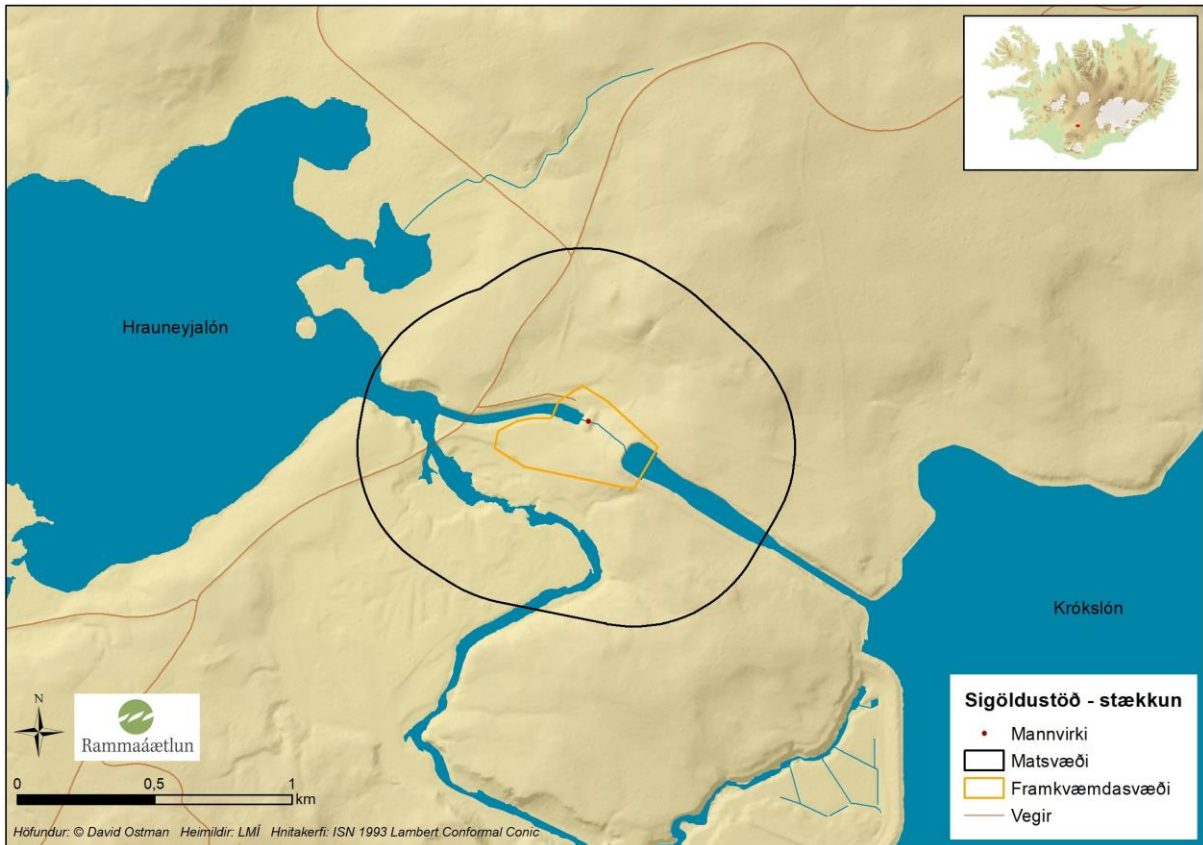 Hrauneyjalón
Krókslón
N
Rammaáætlun
0 0,5 1
km
Höfundur: © David Ostman Heimildir: LMÍ Hnitakerfi: ISN 1993 Lambert Conformal Conic
Sigöldustöð - stækkun
Mannvirki
Matsvæði
Framkvæmdasvæði
Vegir